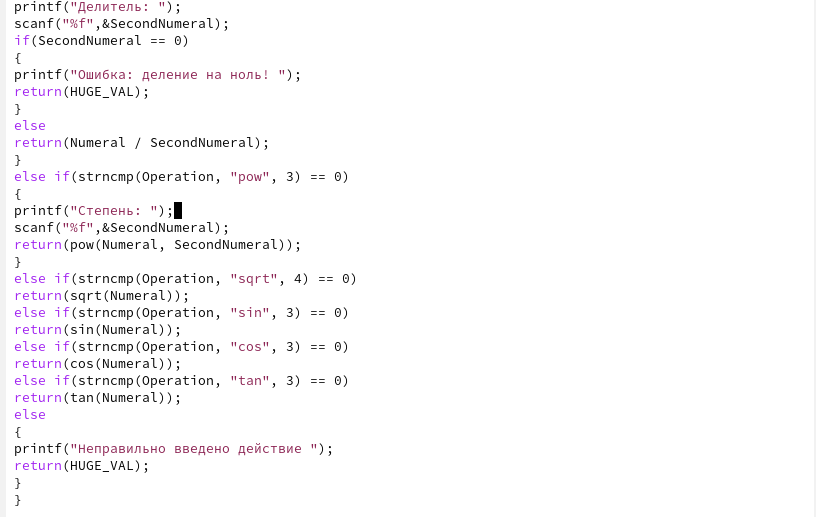 printf("Делитель: ");
scanf("%f",&SecondNumeral);
if(SecondNumeral == 0)
{
printf("Ошибка: деление на ноль! ");
return(HUGE_VAL);
}
else
return(Numeral / SecondNumeral);
}
else if(strncmp(Operation, "pow", 3) == 0)
{
printf("Степень: ");
scanf("%f",&SecondNumeral);
return(pow(Numeral, SecondNumeral));
}
else if(strncmp(Operation, "sqrt", 4) == 0)
return(sqrt(Numeral));
else if(strncmp(Operation, "sin", 3) == 0)
return(sin(Numeral));
else if(strncmp(Operation, "cos", 3) == 0)
return(cos(Numeral));
else if(strncmp(Operation, "tan", 3) == 0)
return(tan(Numeral));
else
{
printf("Неправильно введено действие ");
return(HUGE_VAL);
}
}